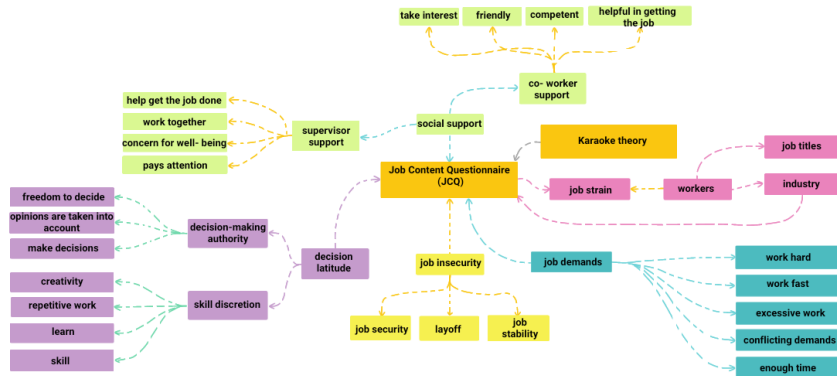 take interest
friendly
competent
helpful in getting
the job
co- worker
support
help get the job done
work together
concern for well- being
pays attention
supervisor
support
social support
Karaoke theory
Job Content Questionnaire
(JCQ)
job strain
workers
job titles
industry
freedom to decide
opinions are taken into
account
make decisions
decision-making
authority
creativity
repetitive work
learn
skill
skill discretion
decision
latitude
job insecurity
job security
layoff
job
stability
job demands
work hard
work fast
excessive work
conflicting demands
enough time